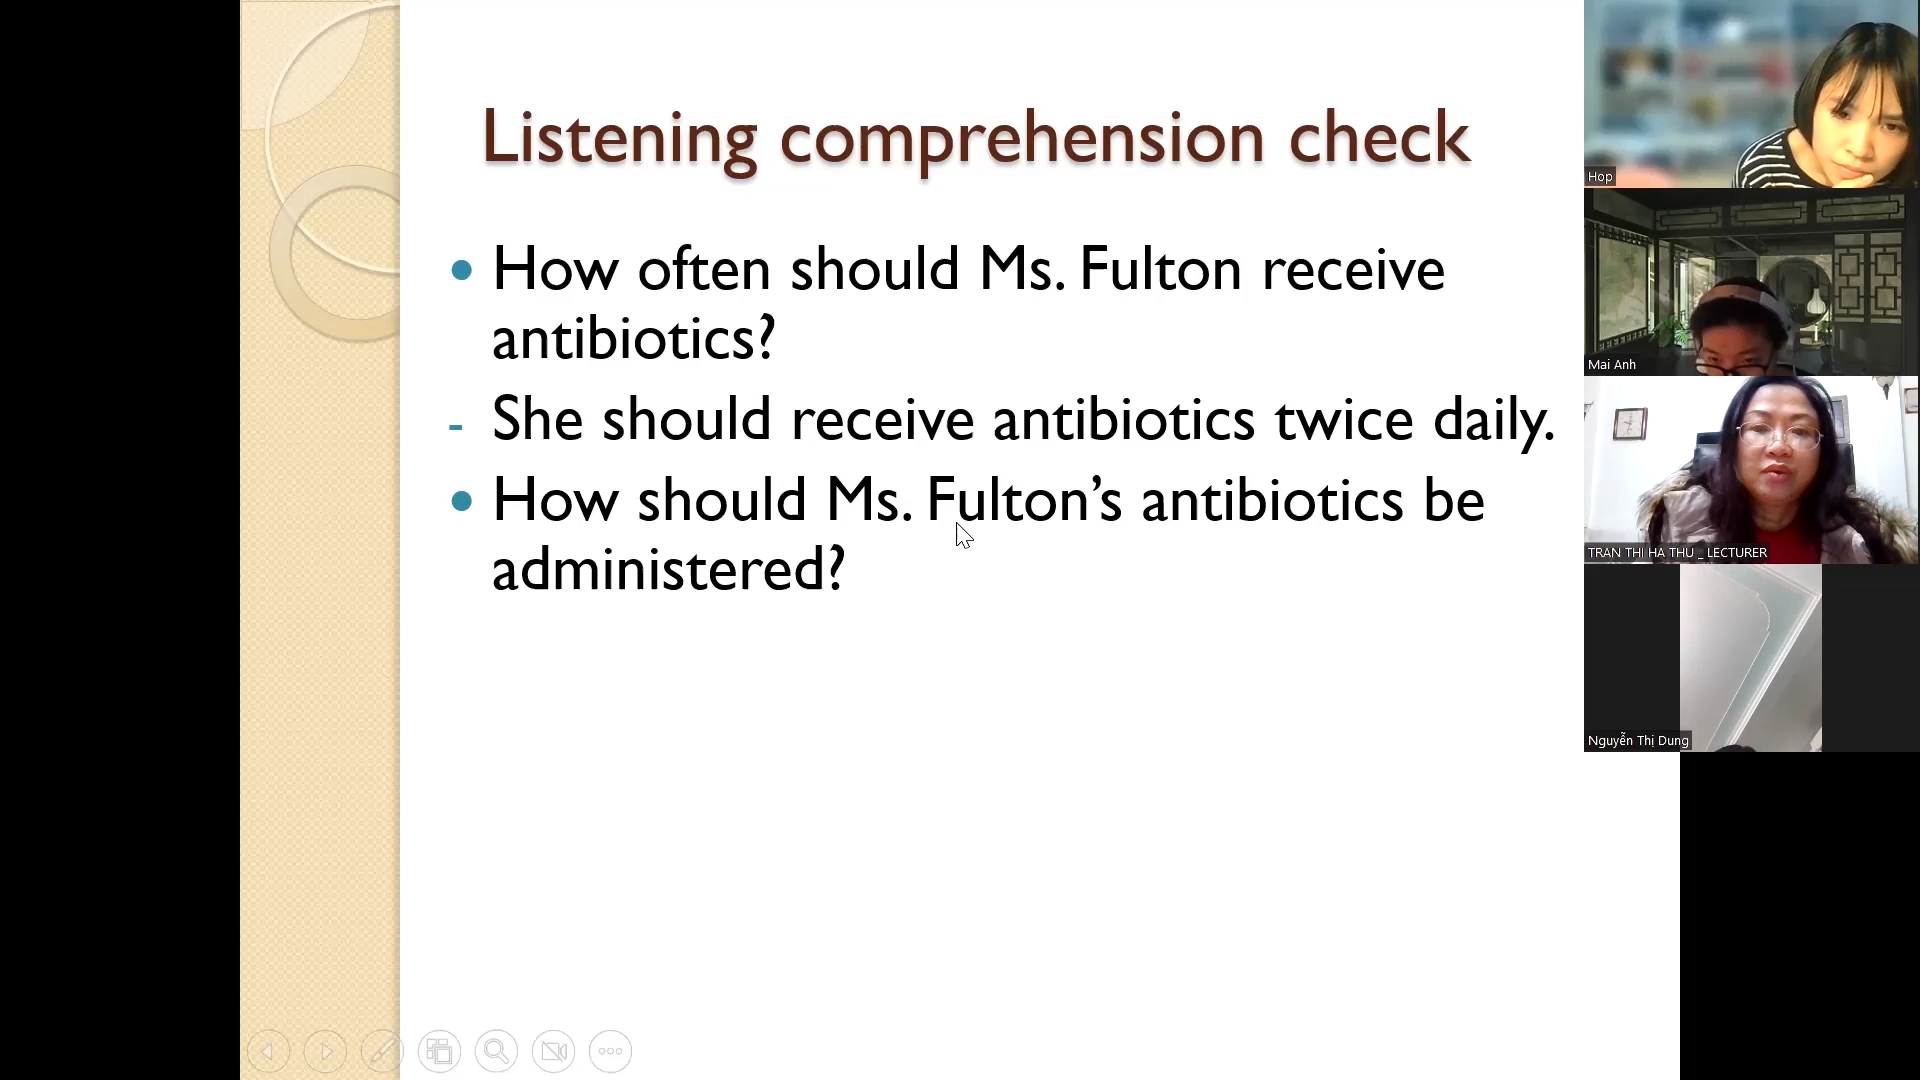 Listening comprehension check
How often should Ms. Fulton receive
antibiotics?
- She should receive antibiotics twice daily.
How should Ms. Fulton’s antibiotics be
administered?
Hop
Mai Anh
TRAN THI HA THU _ LECTURER
Nguyễn Thị Dung